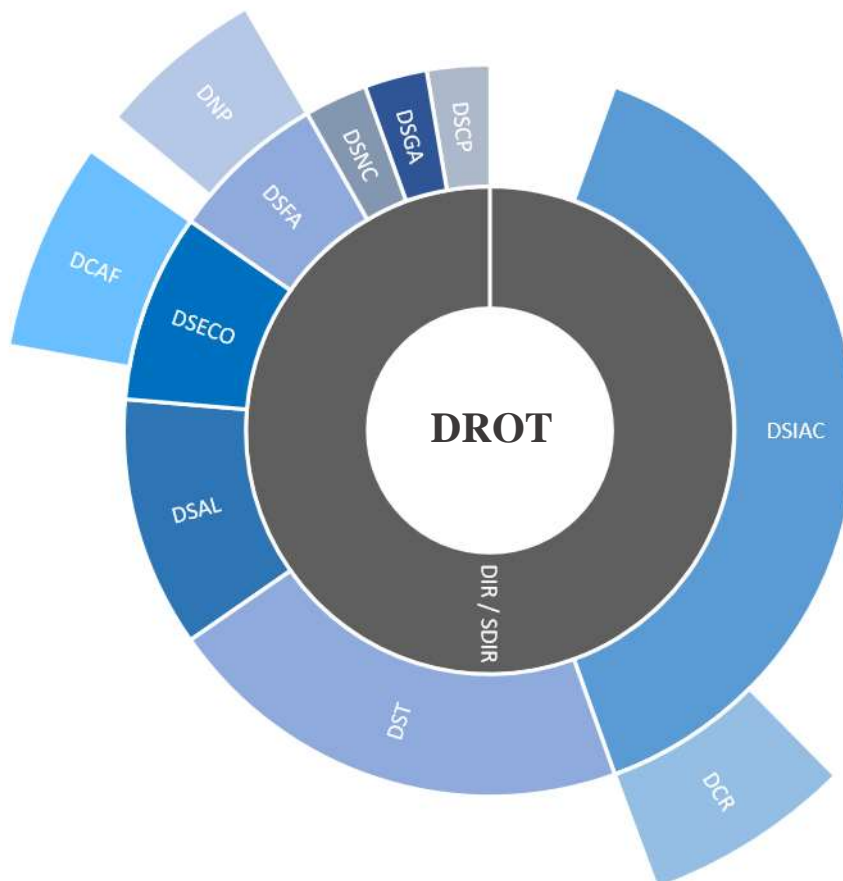 DNP
DSNC
DSGA
DSCP
DSFA
DCAF
DSECO
DROT
DSIAC
DSAL
DIR / SDIR
DST
DCR